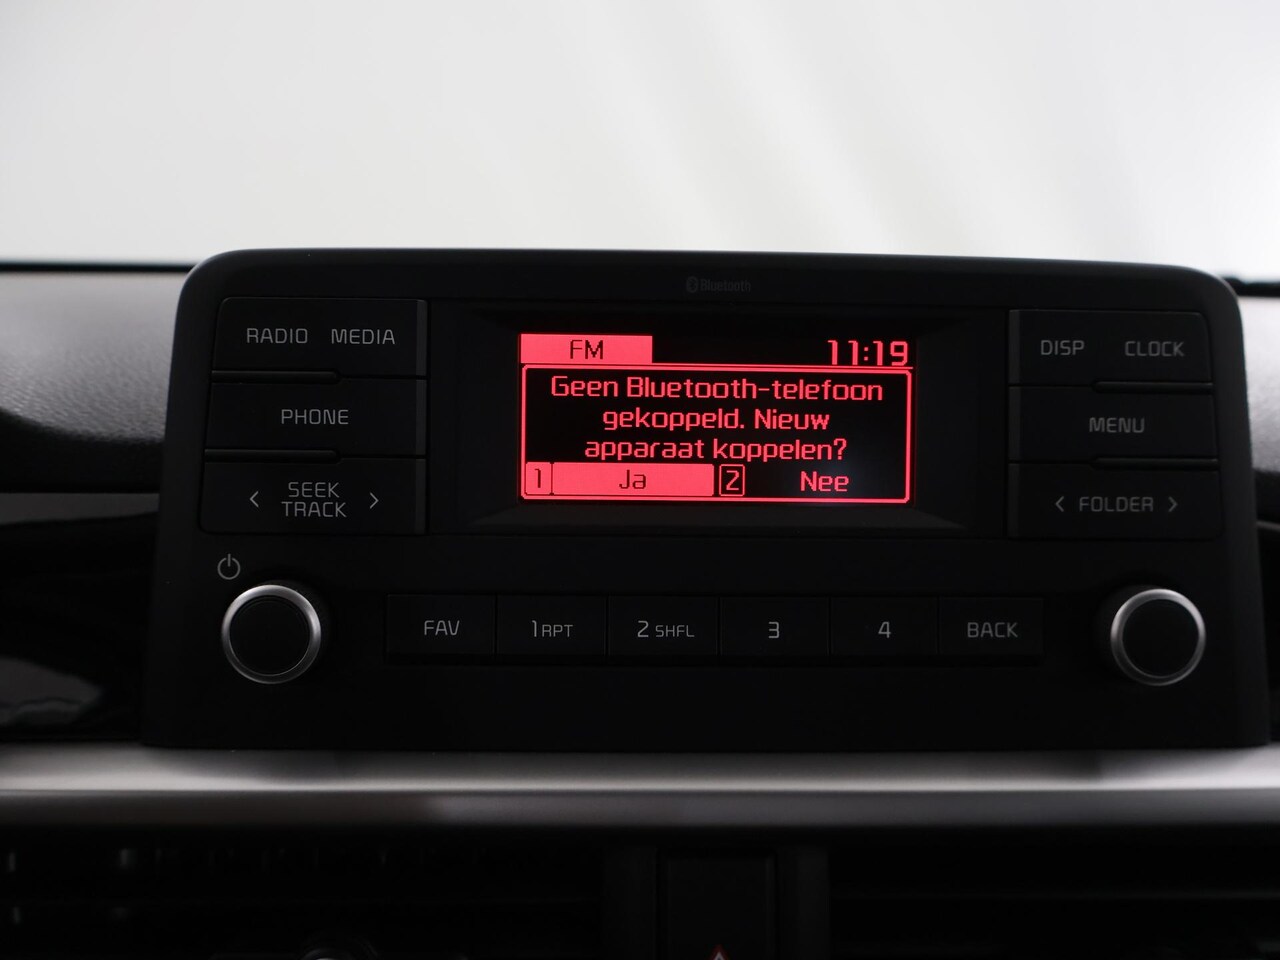 Bluetooth
RADIO MEDIA
PHONE
< SEEK TRACK >
FM 11:19
Geen Bluetooth-telefoon
gekoppeld. Nieuw
apparaat koppelen?
1 Ja 2 Nee
DISP CLOCK
MENU
< FOLDER >
FAV 1 RPT 2 SHFL 3 4 BACK